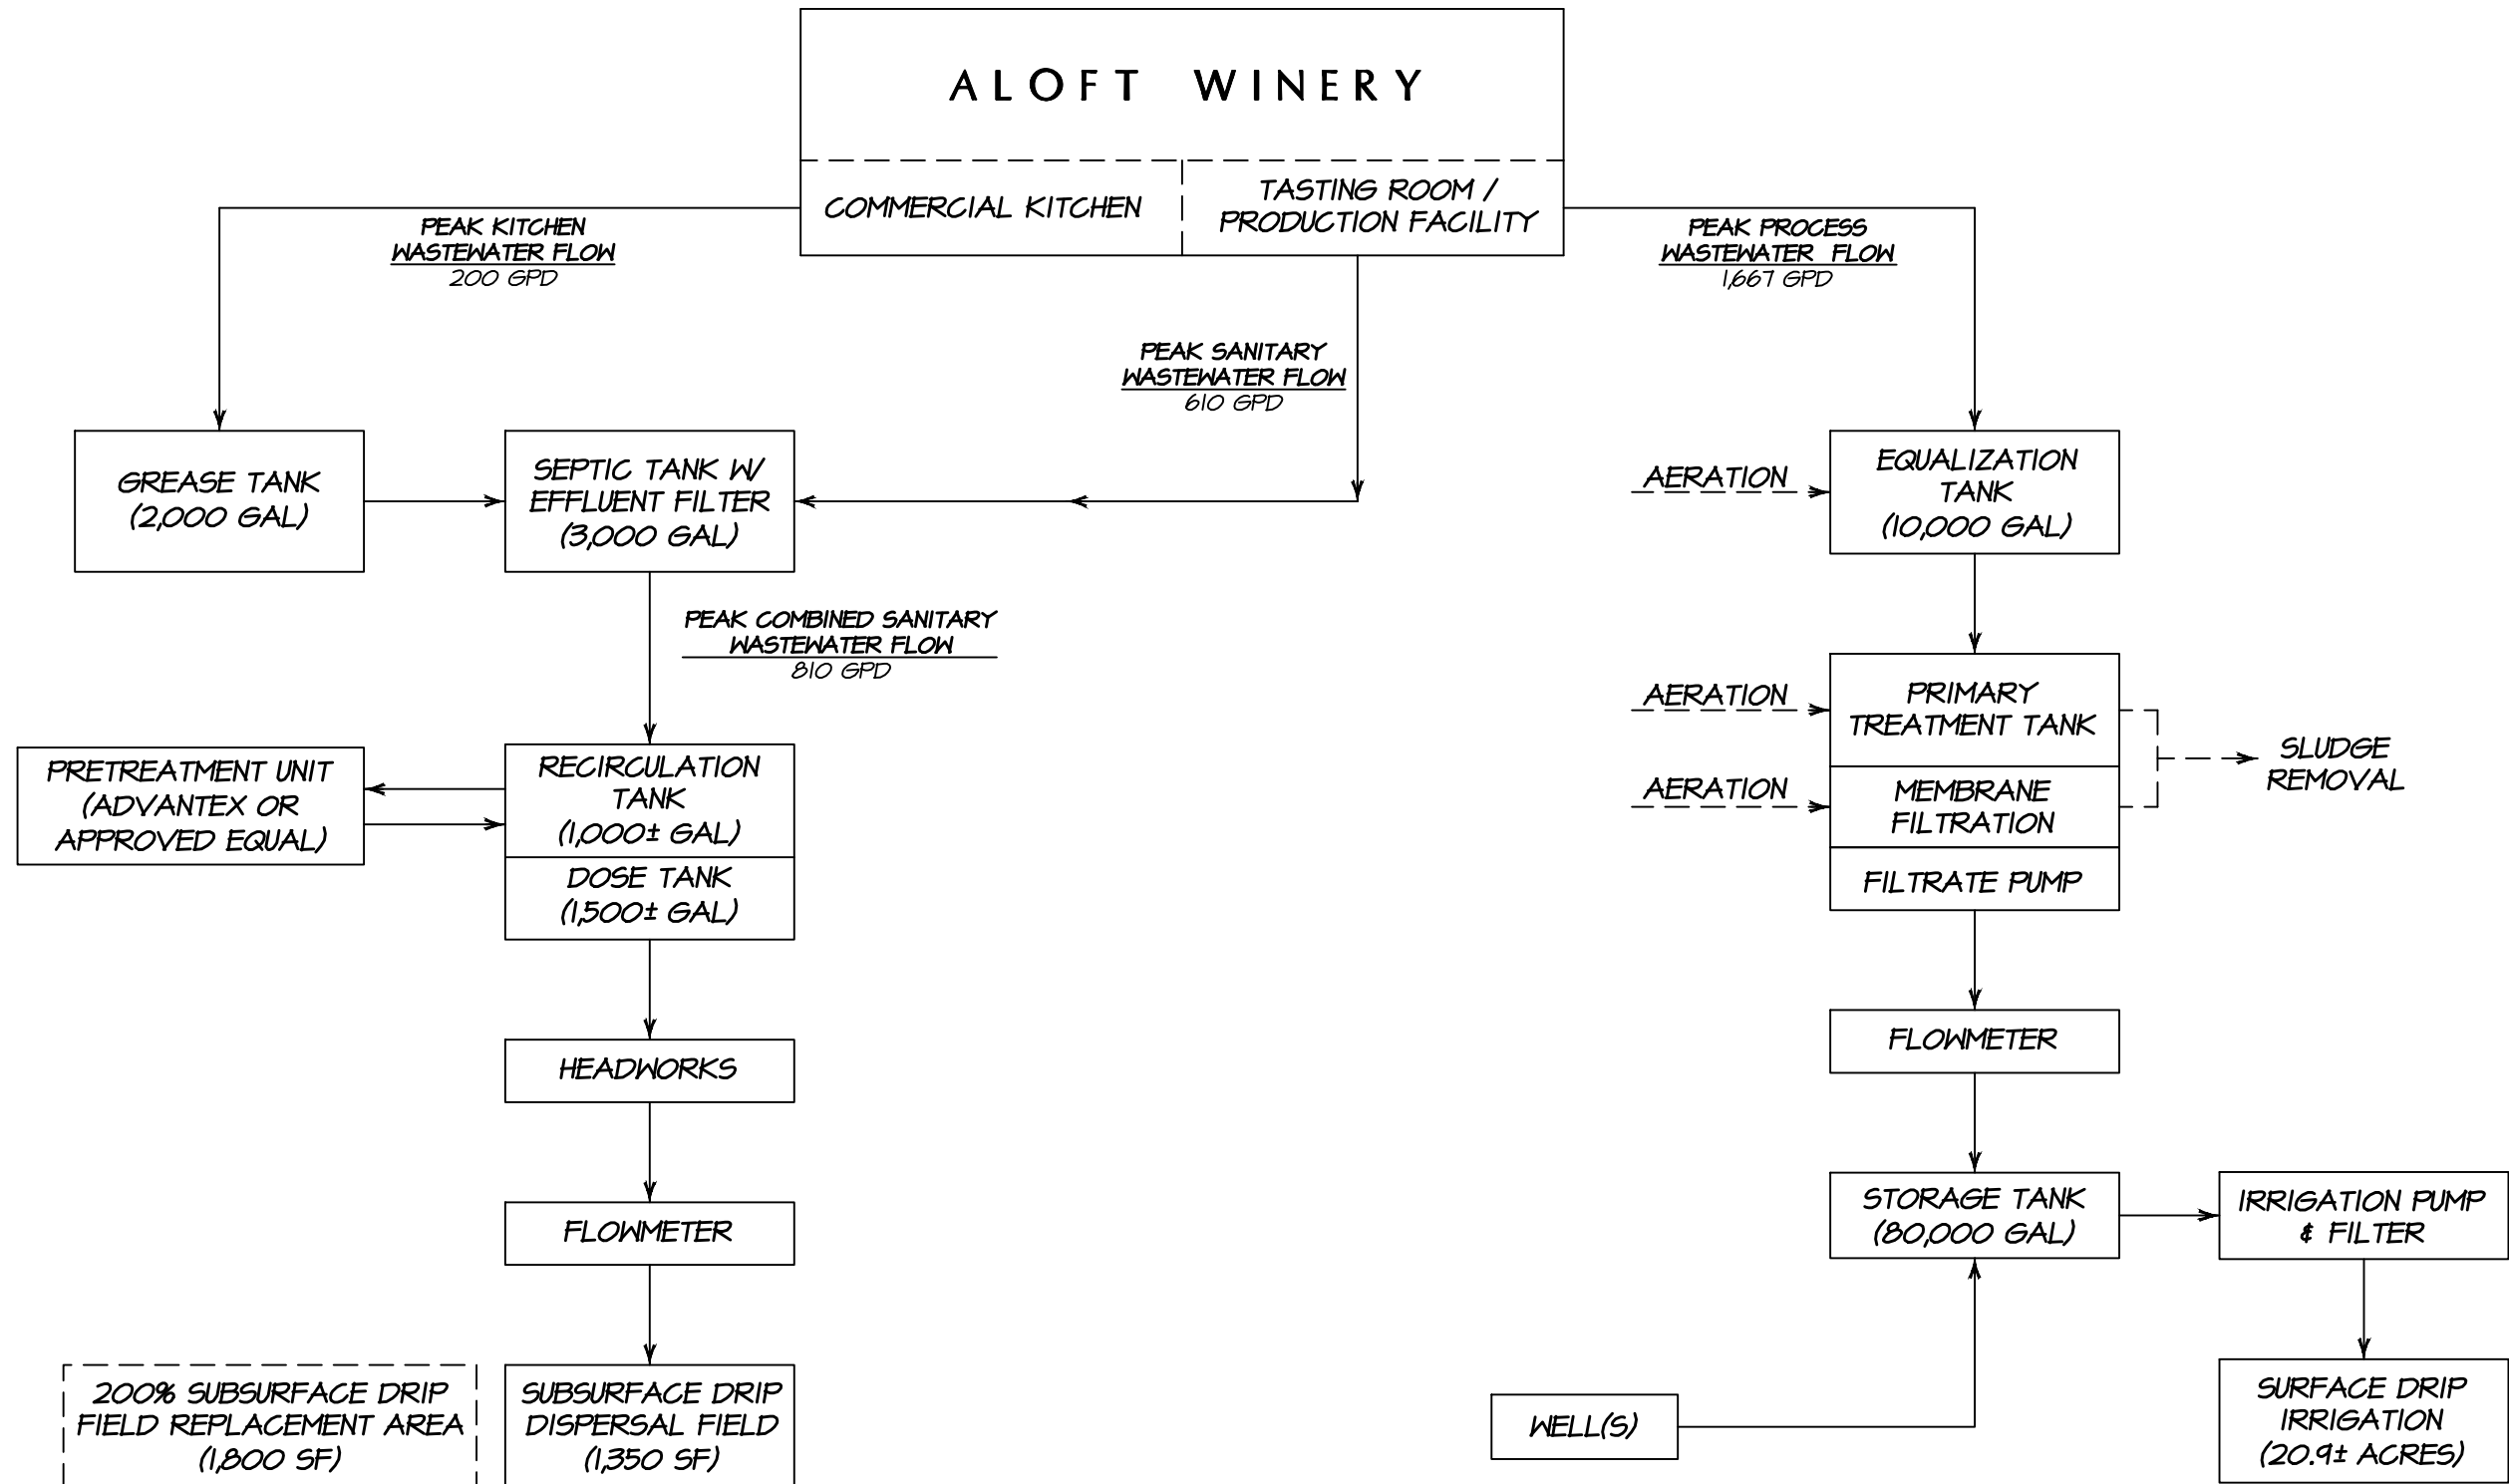 ALOFT WINERY
COMMERCIAL KITCHEN
TASTING ROOM /
PRODUCTION FACILITY
PEAK KITCHEN
WASTEWATER FLOW
200 GPD
PEAK PROCESS
WASTEWATER FLOW
1,667 GPD
PEAK SANITARY
WASTEWATER FLOW
610 GPD
GREASE TANK
(2,000 GAL)
SEPTIC TANK W/
EFFLUENT FILTER
(3,000 GAL)
AERATION
EQUALIZATION
TANK
(10,000 GAL)
PEAK COMBINED SANITARY
WASTEWATER FLOW
810 GPD
PRETREATMENT UNIT
(ADVANTEX OR
APPROVED EQUAL)
RECIRCULATION
TANK
(1,000± GAL)
DOSE TANK
(1,500± GAL)
AERATION
PRIMARY
TREATMENT TANK
AERATION
MEMBRANE
FILTRATION
SLUDGE
REMOVAL
FILTRATE PUMP
HEADWORKS
FLOWMETER
FLOWMETER
STORAGE TANK
(80,000 GAL)
IRRIGATION PUMP
& FILTER
200% SUBSURFACE DRIP
FIELD REPLACEMENT AREA
(1,800 SF)
SUBSURFACE DRIP
DISPERSAL FIELD
(1,350 SF)
WELL(S)
SURFACE DRIP
IRRIGATION
(20.9± ACRES)